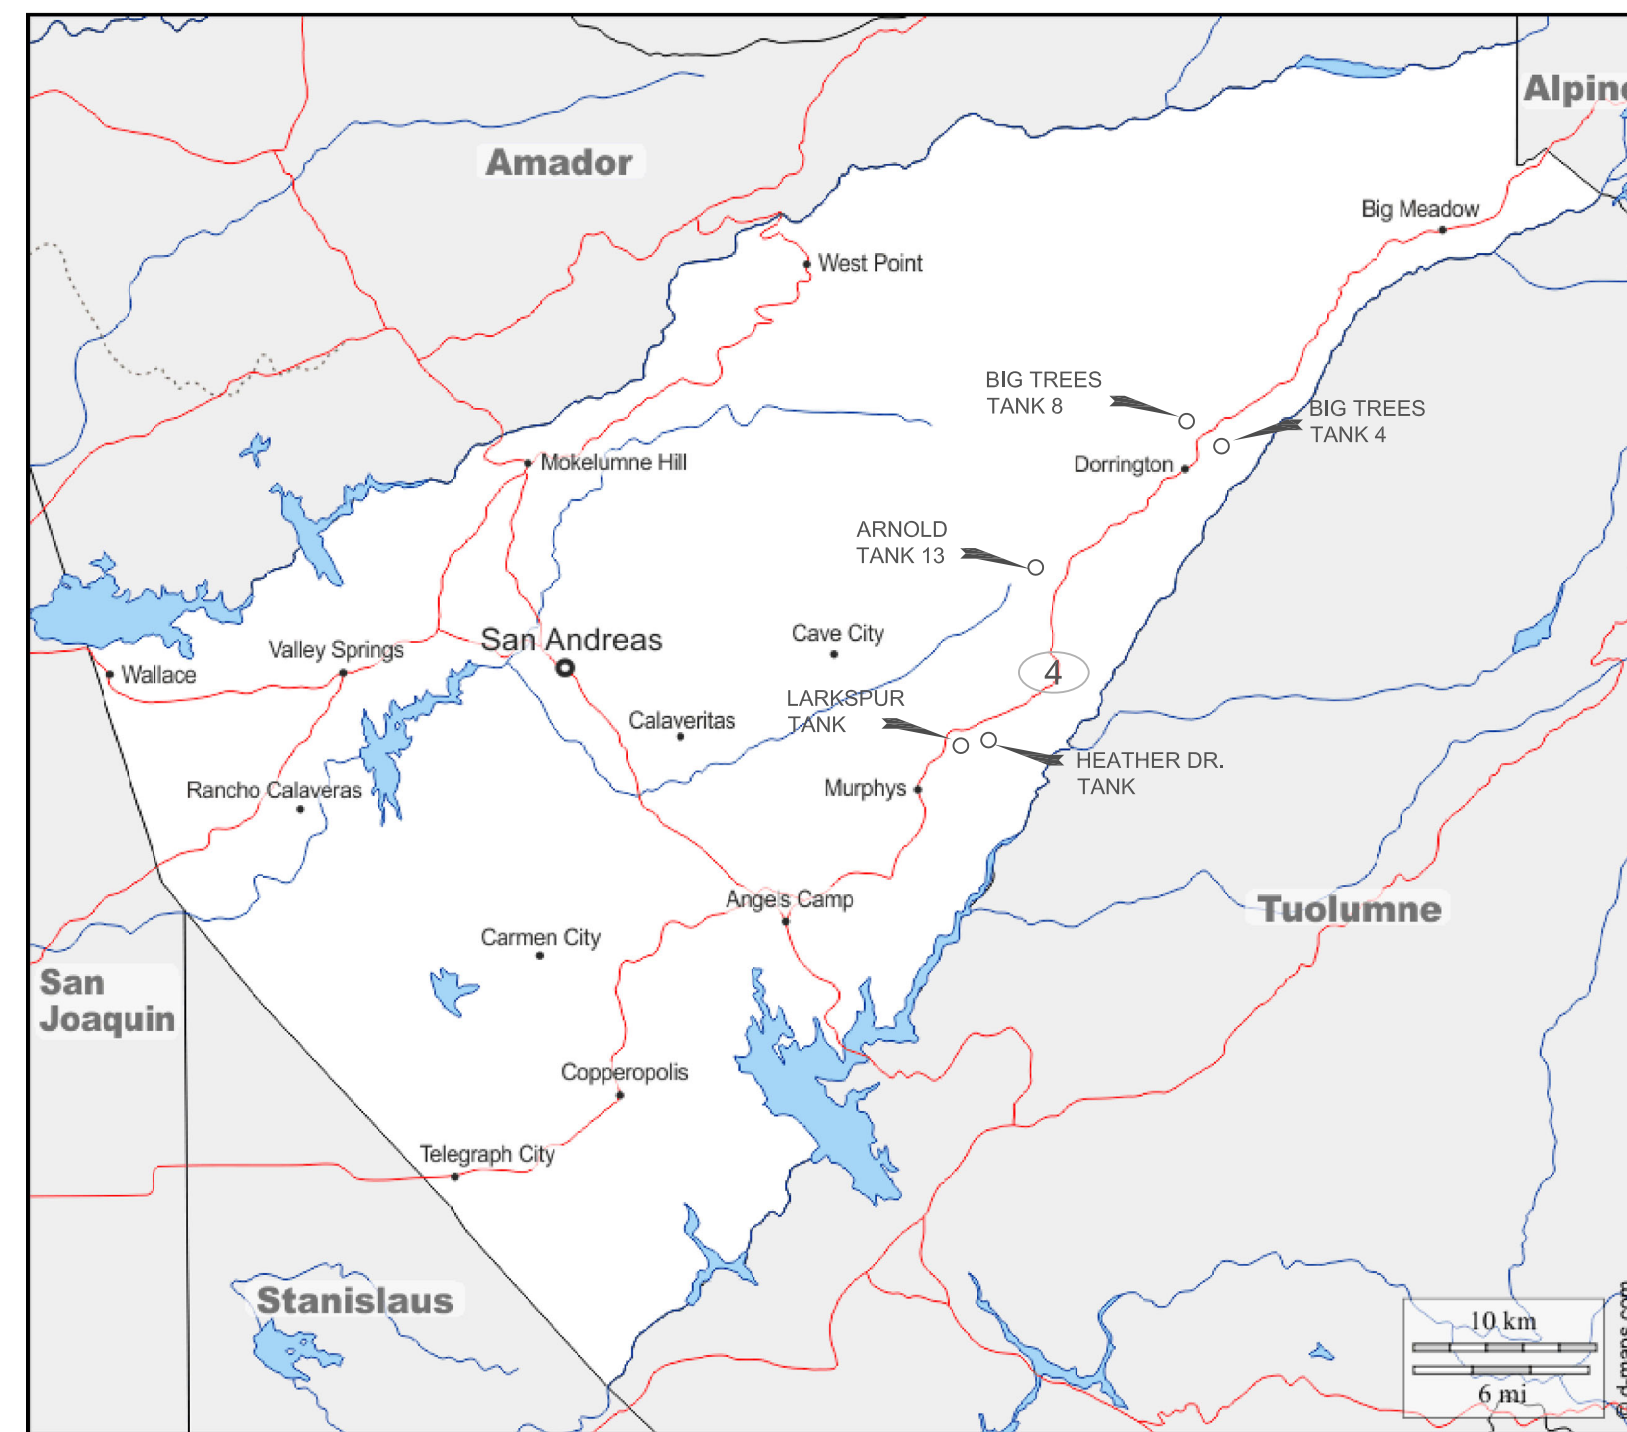 Alpine
Amador
Big Meadow
West Point
BIG TREES
TANK 8
BIG TREES
TANK 4
Mokelumne Hill
Dorrington
ARNOLD
TANK 13
Cave City
San Andreas
Valley Springs
Wallace
4
LARKSPUR
TANK
Calaveritas
HEATHER DR.
TANK
Rancho Calaveras
Murphys
Angels Camp
Tuolumne
Carmen City
San
Joaquin
Copperopolis
Telegraph City
Stanislaus
10 km
6 mi
© d-maps.com